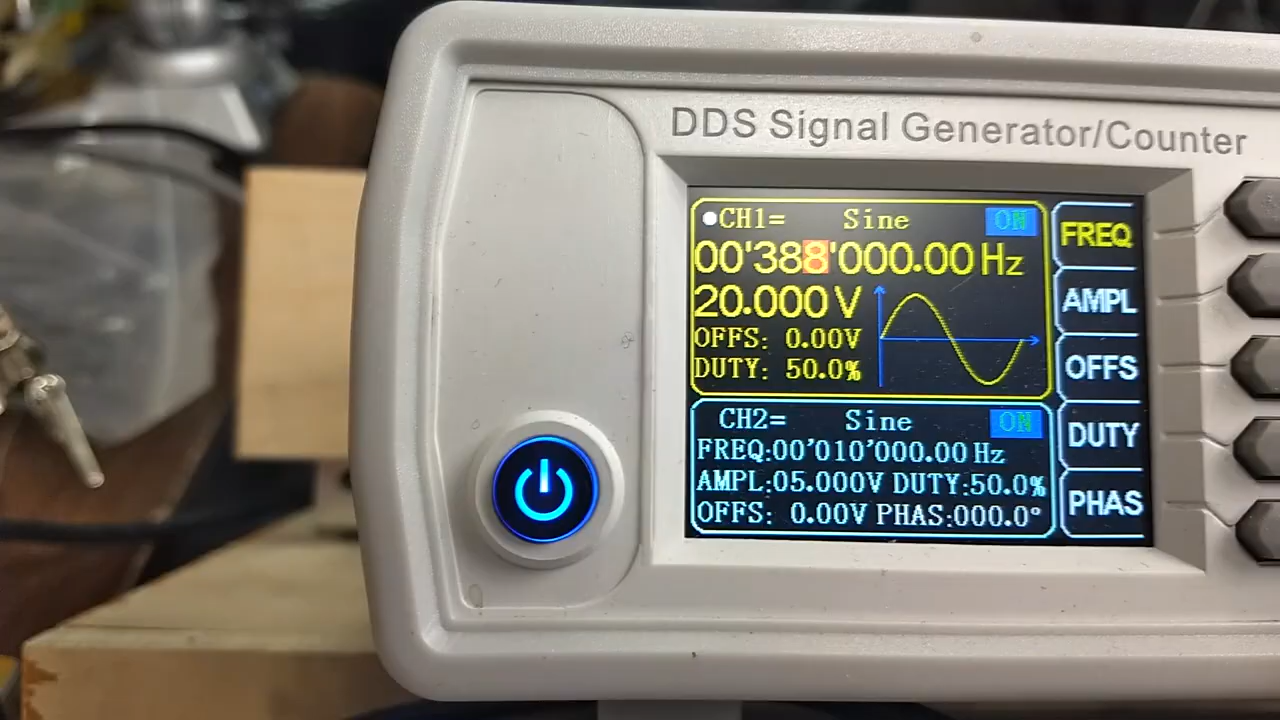 DDS Signal Generator/Counter
CH1= Sine ON
00'388'000.00 Hz
20.000 V
OFFS: 0.00V
DUTY: 50.0%
CH2= Sine ON
FREQ:00'010'000.00 Hz
AMPL:05.000V DUTY:50.0%
OFFS: 0.00V PHAS:000.0°
FREQ
AMPL
OFFS
DUTY
PHAS